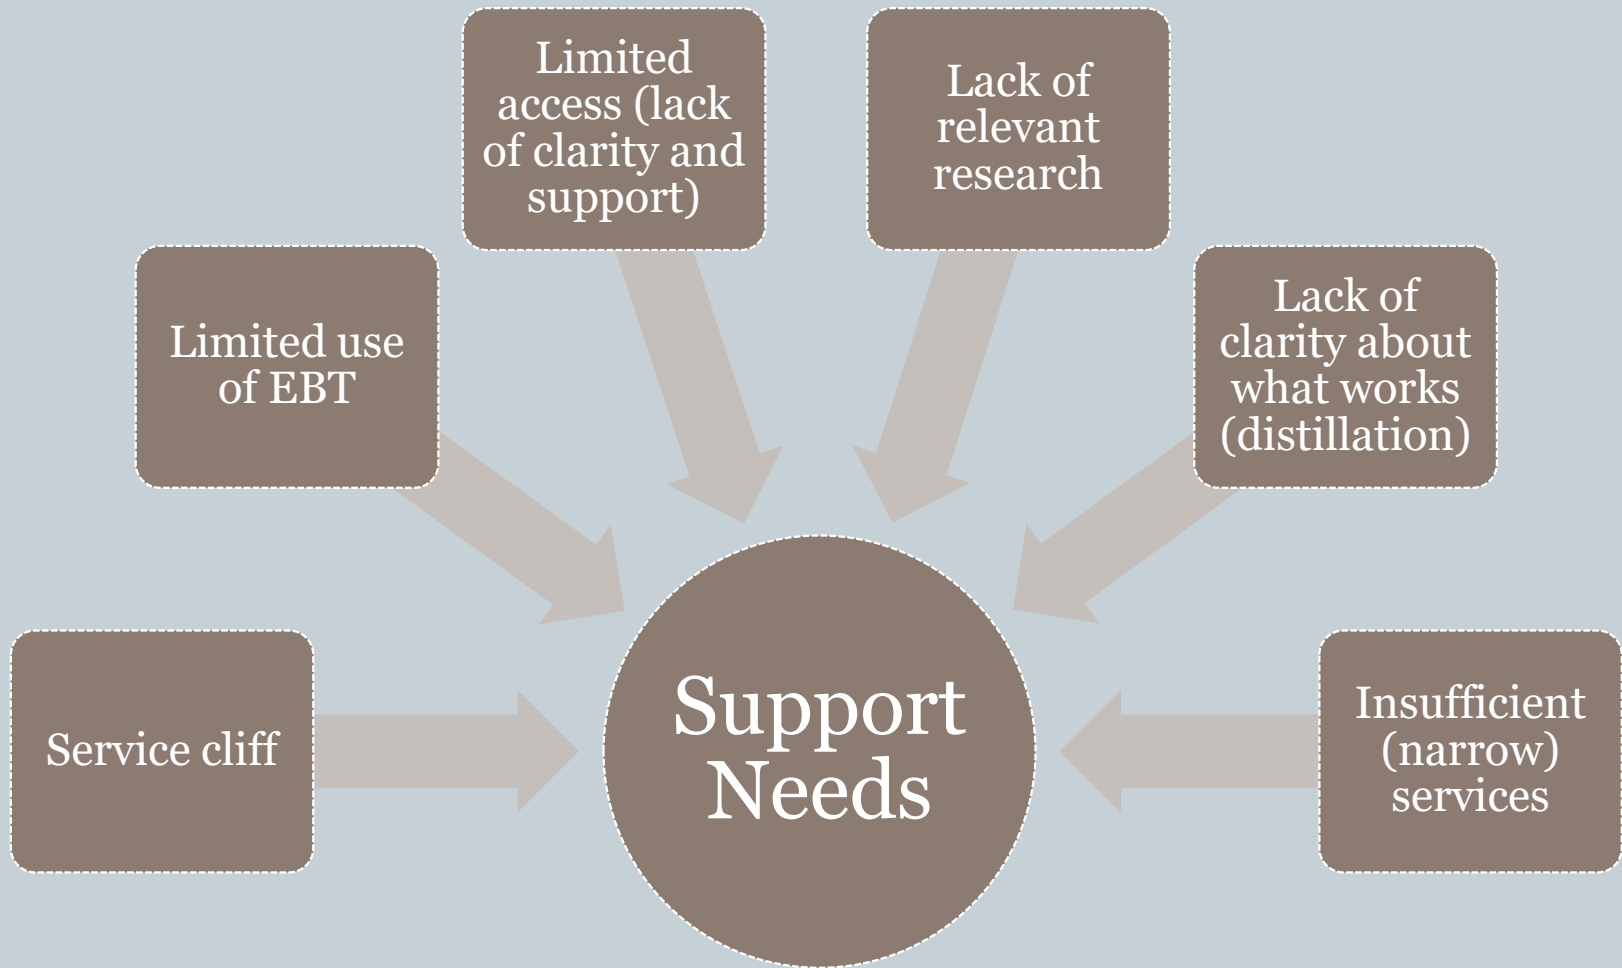 Limited
access (lack
of clarity and
support)
Lack of
relevant
research
Limited use
of EBT
Lack of
clarity about
what works
(distillation)
Service cliff
Support
Needs
Insufficient
(narrow)
services